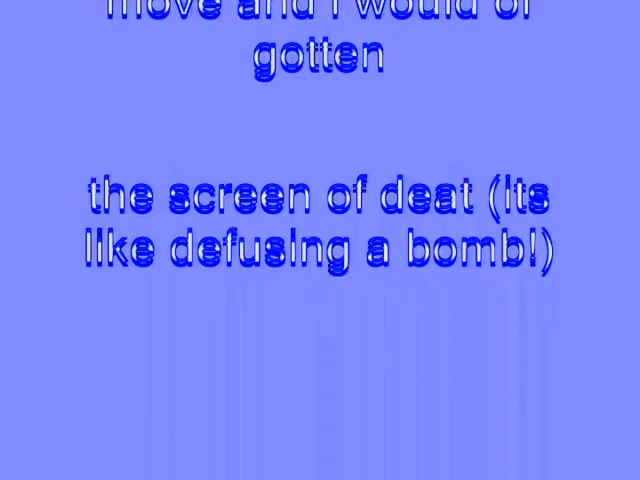 move and i would of
gotten
the screen of deat (its
like defusing a bomb!)